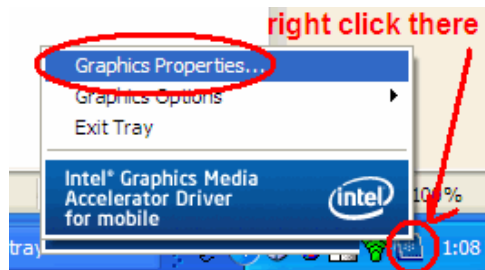 right click there
Graphics Properties...
Graphics Options
Exit Tray
Intel® Graphics Media
Accelerator Driver
for mobile
intel
100%
tray
1:08